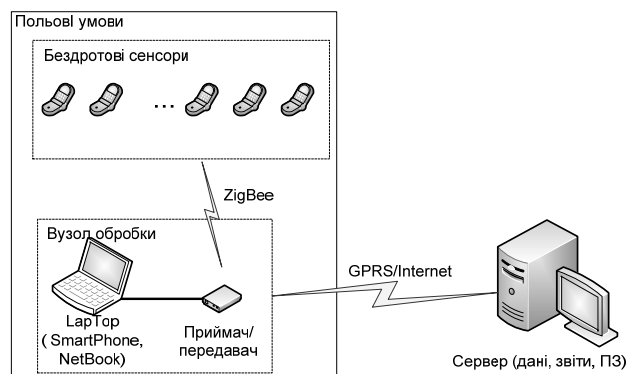 Польові умови
Бездротові сенсори
...
ZigBee
Вузол обробки
GPRS/Internet
LapTop
( SmartPhone,
NetBook)
Приймач/
передавач
Сервер (дані, звіти, ПЗ)